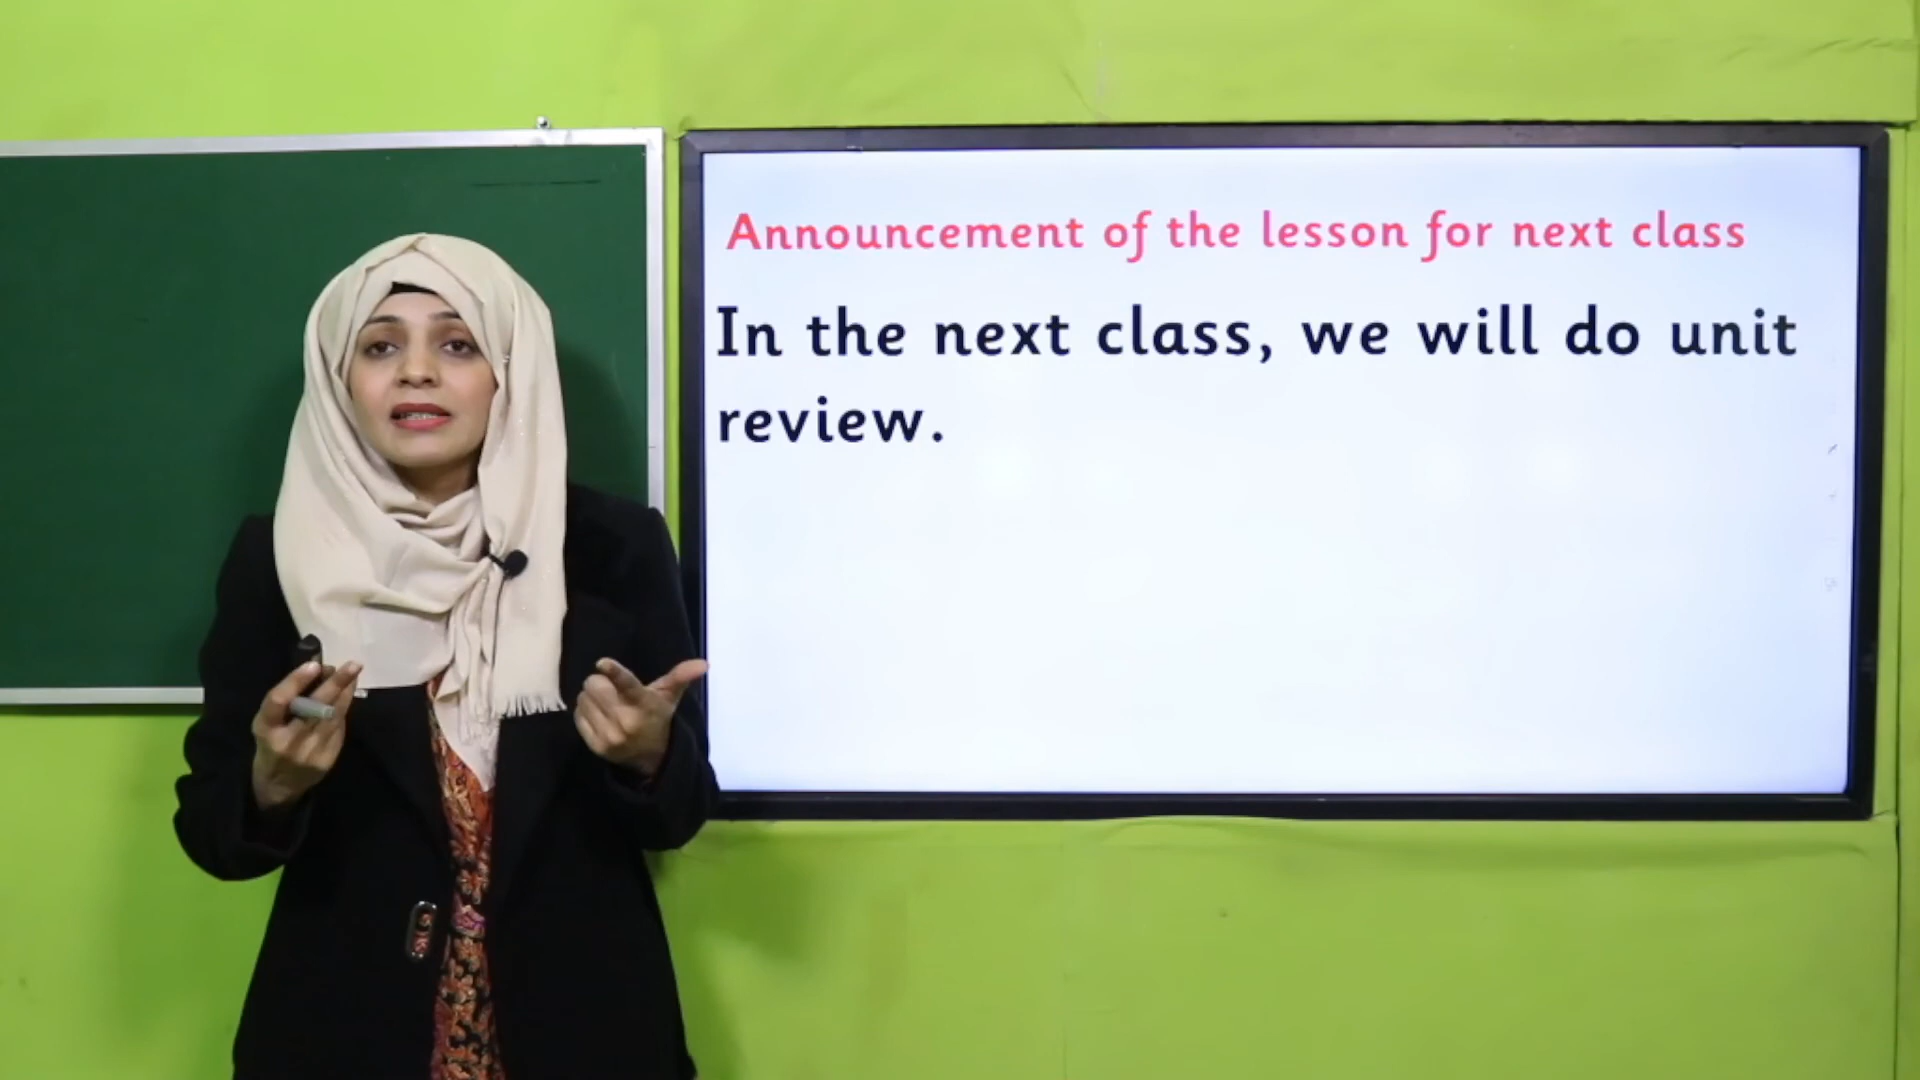 Announcement of the lesson for next class
In the next class, we will do unit
review.